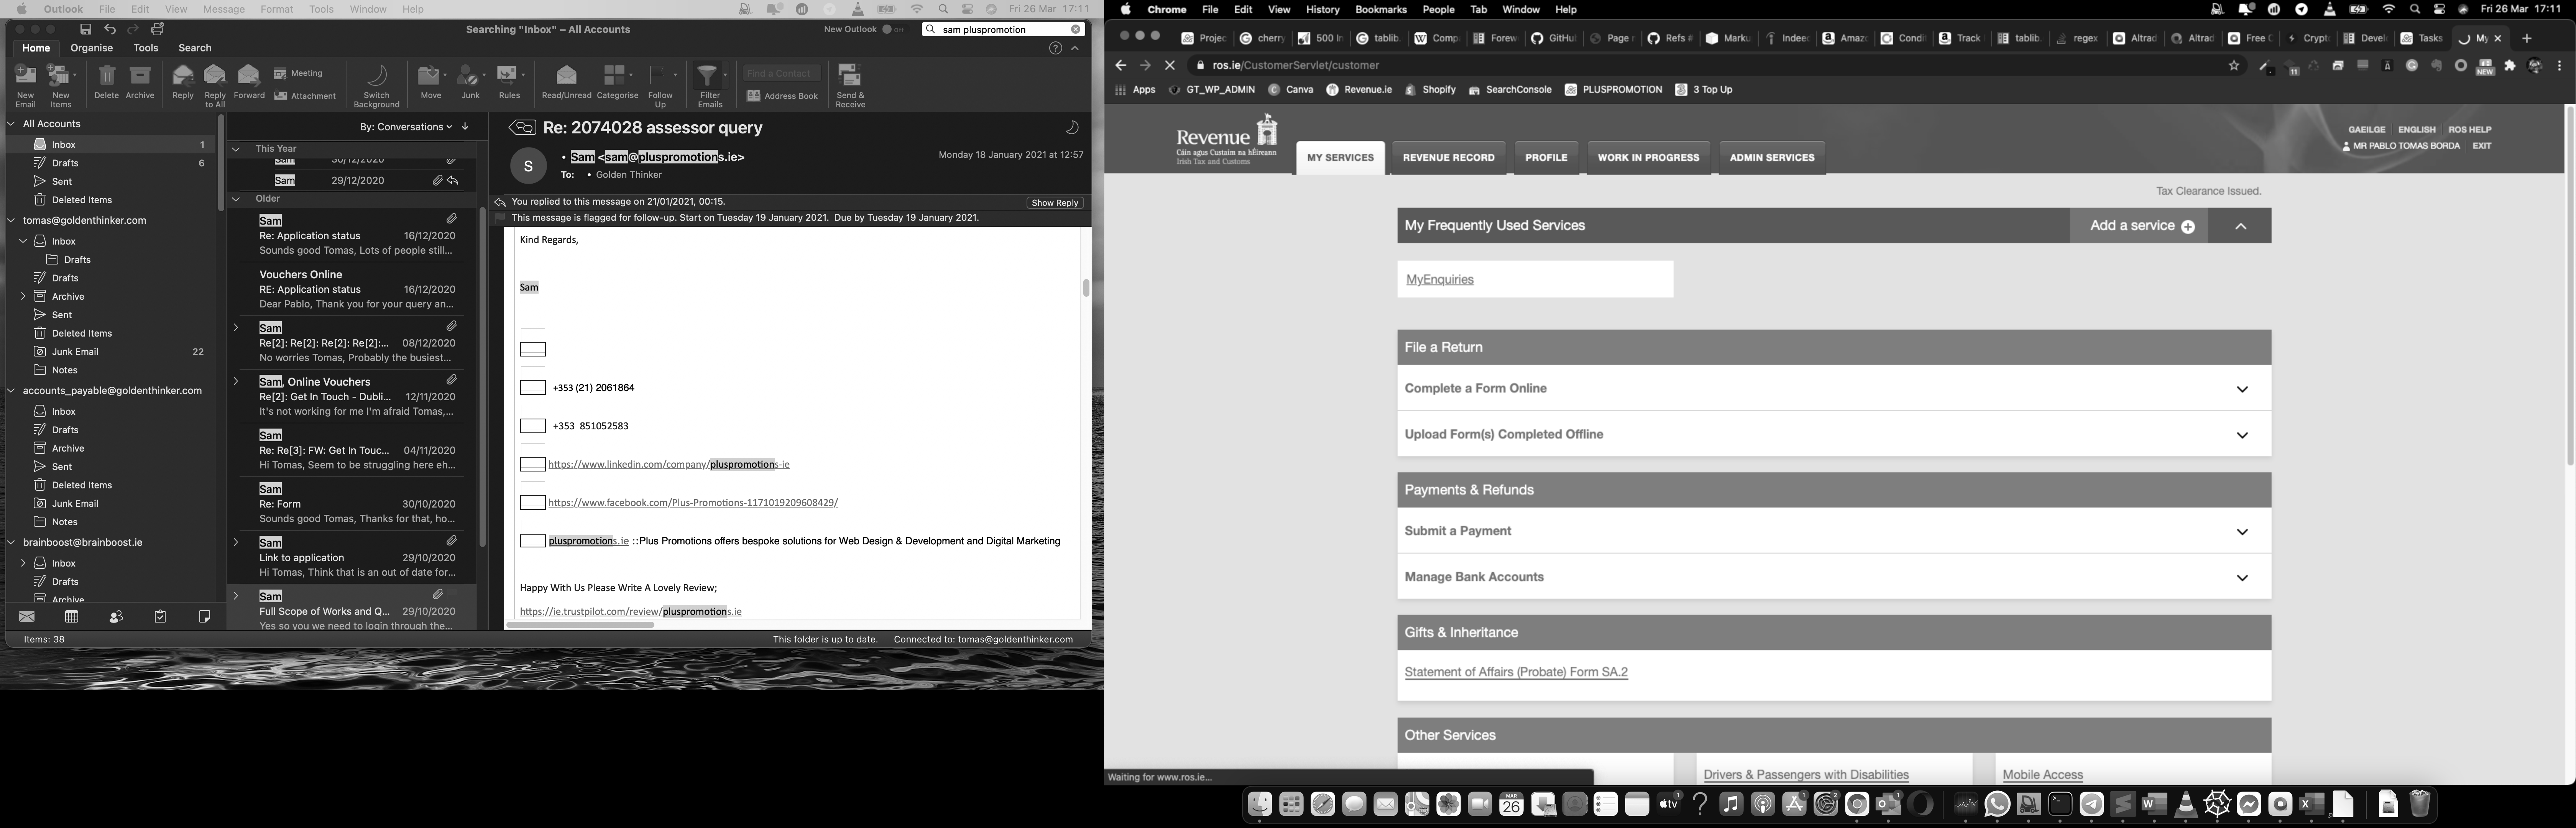 Outlook File Edit View Message Format Tools Window Help Fri 26 Mar 17:11
Searching "Inbox" – All Accounts
New Outlook
sam pluspromotion
Home Organise Tools Search
New Email
New Items
Delete
Archive
Reply
Reply to All
Forward
Meeting
Attachment
Switch Background
Move
Junk
Rules
Read/Unread
Categorise
Follow Up
Filter Emails
Find a Contact
Address Book
Send & Receive
All Accounts
Inbox 1
Drafts 6
Sent
Deleted Items
tomas@goldenthinker.com
Inbox
Drafts
Drafts
Archive
Sent
Deleted Items
Junk Email 22
Notes
accounts_payable@goldenthinker.com
Inbox
Drafts
Archive
Sent
Deleted Items
Junk Email
Notes
brainboost@brainboost.ie
Inbox
Drafts
Archive
Items: 38
By: Conversations
This Year
Sam 30/12/2020
Sam 29/12/2020
Older
Sam
Re: Application status 16/12/2020
Sounds good Tomas, Lots of people still...
Vouchers Online
RE: Application status 16/12/2020
Dear Pablo, Thank you for your query an...
Sam
Re[2]: Re[2]: Re[2]: Re[2]:... 08/12/2020
No worries Tomas, Probably the busiest...
Sam, Online Vouchers
Re[2]: Get In Touch - Dubli... 12/11/2020
It's not working for me I'm afraid Tomas,...
Sam
Re: Re[3]: FW: Get In Touc... 04/11/2020
Hi Tomas, Seem to be struggling here eh...
Sam
Re: Form 30/10/2020
Sounds good Tomas, Thanks for that, ho...
Sam
Link to application 29/10/2020
Hi Tomas, Think that is an out of date for...
Sam
Full Scope of Works and Q... 29/10/2020
Yes so you we need to login through the...
Re: 2074028 assessor query
S
Sam <sam@pluspromotions.ie>
Monday 18 January 2021 at 12:57
To: Golden Thinker
You replied to this message on 21/01/2021, 00:15.
Show Reply
This message is flagged for follow-up. Start on Tuesday 19 January 2021. Due by Tuesday 19 January 2021.
Kind Regards,
Sam
+353 (21) 2061864
+353 851052583
https://www.linkedin.com/company/pluspromotions-ie
https://www.facebook.com/Plus-Promotions-1171019209608429/
pluspromotions.ie ::Plus Promotions offers bespoke solutions for Web Design & Development and Digital Marketing
Happy With Us Please Write A Lovely Review;
https://ie.trustpilot.com/review/pluspromotions.ie
This folder is up to date. Connected to: tomas@goldenthinker.com
Chrome File Edit View History Bookmarks People Tab Window Help Fri 26 Mar 17:11
Projec cherry 500 In tablib. Comp Forew GitHu Page r Refs # Marku Indeed Amaz Condi Track tablib. regex Altrad Altrad Free C Crypt Devel Tasks My
ros.ie/CustomerServlet/customer
11
NEW
Apps GT_WP_ADMIN Canva Revenue.ie Shopify SearchConsole PLUSPROMOTION 3 Top Up
Revenue
Cáin agus Custaim na hÉireann
Irish Tax and Customs
MY SERVICES REVENUE RECORD PROFILE WORK IN PROGRESS ADMIN SERVICES
GAEILGE ENGLISH ROS HELP
MR PABLO TOMAS BORDA EXIT
Tax Clearance Issued.
My Frequently Used Services
Add a service
MyEnquiries
File a Return
Complete a Form Online
Upload Form(s) Completed Offline
Payments & Refunds
Submit a Payment
Manage Bank Accounts
Gifts & Inheritance
Statement of Affairs (Probate) Form SA.2
Other Services
Drivers & Passengers with Disabilities
Mobile Access
Waiting for www.ros.ie...
MAR
26
tv